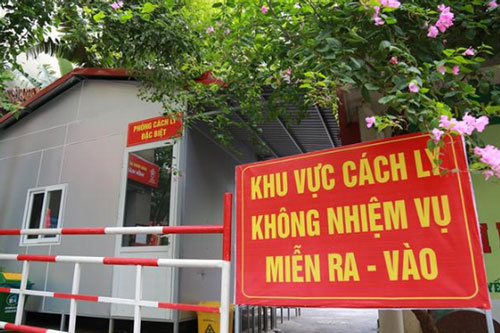 PHÒNG CÁCH LY
ĐẶC BIỆT
KHU VỰC CÁCH LY
KHÔNG NHIỆM VỤ
MIỄN RA - VÀO